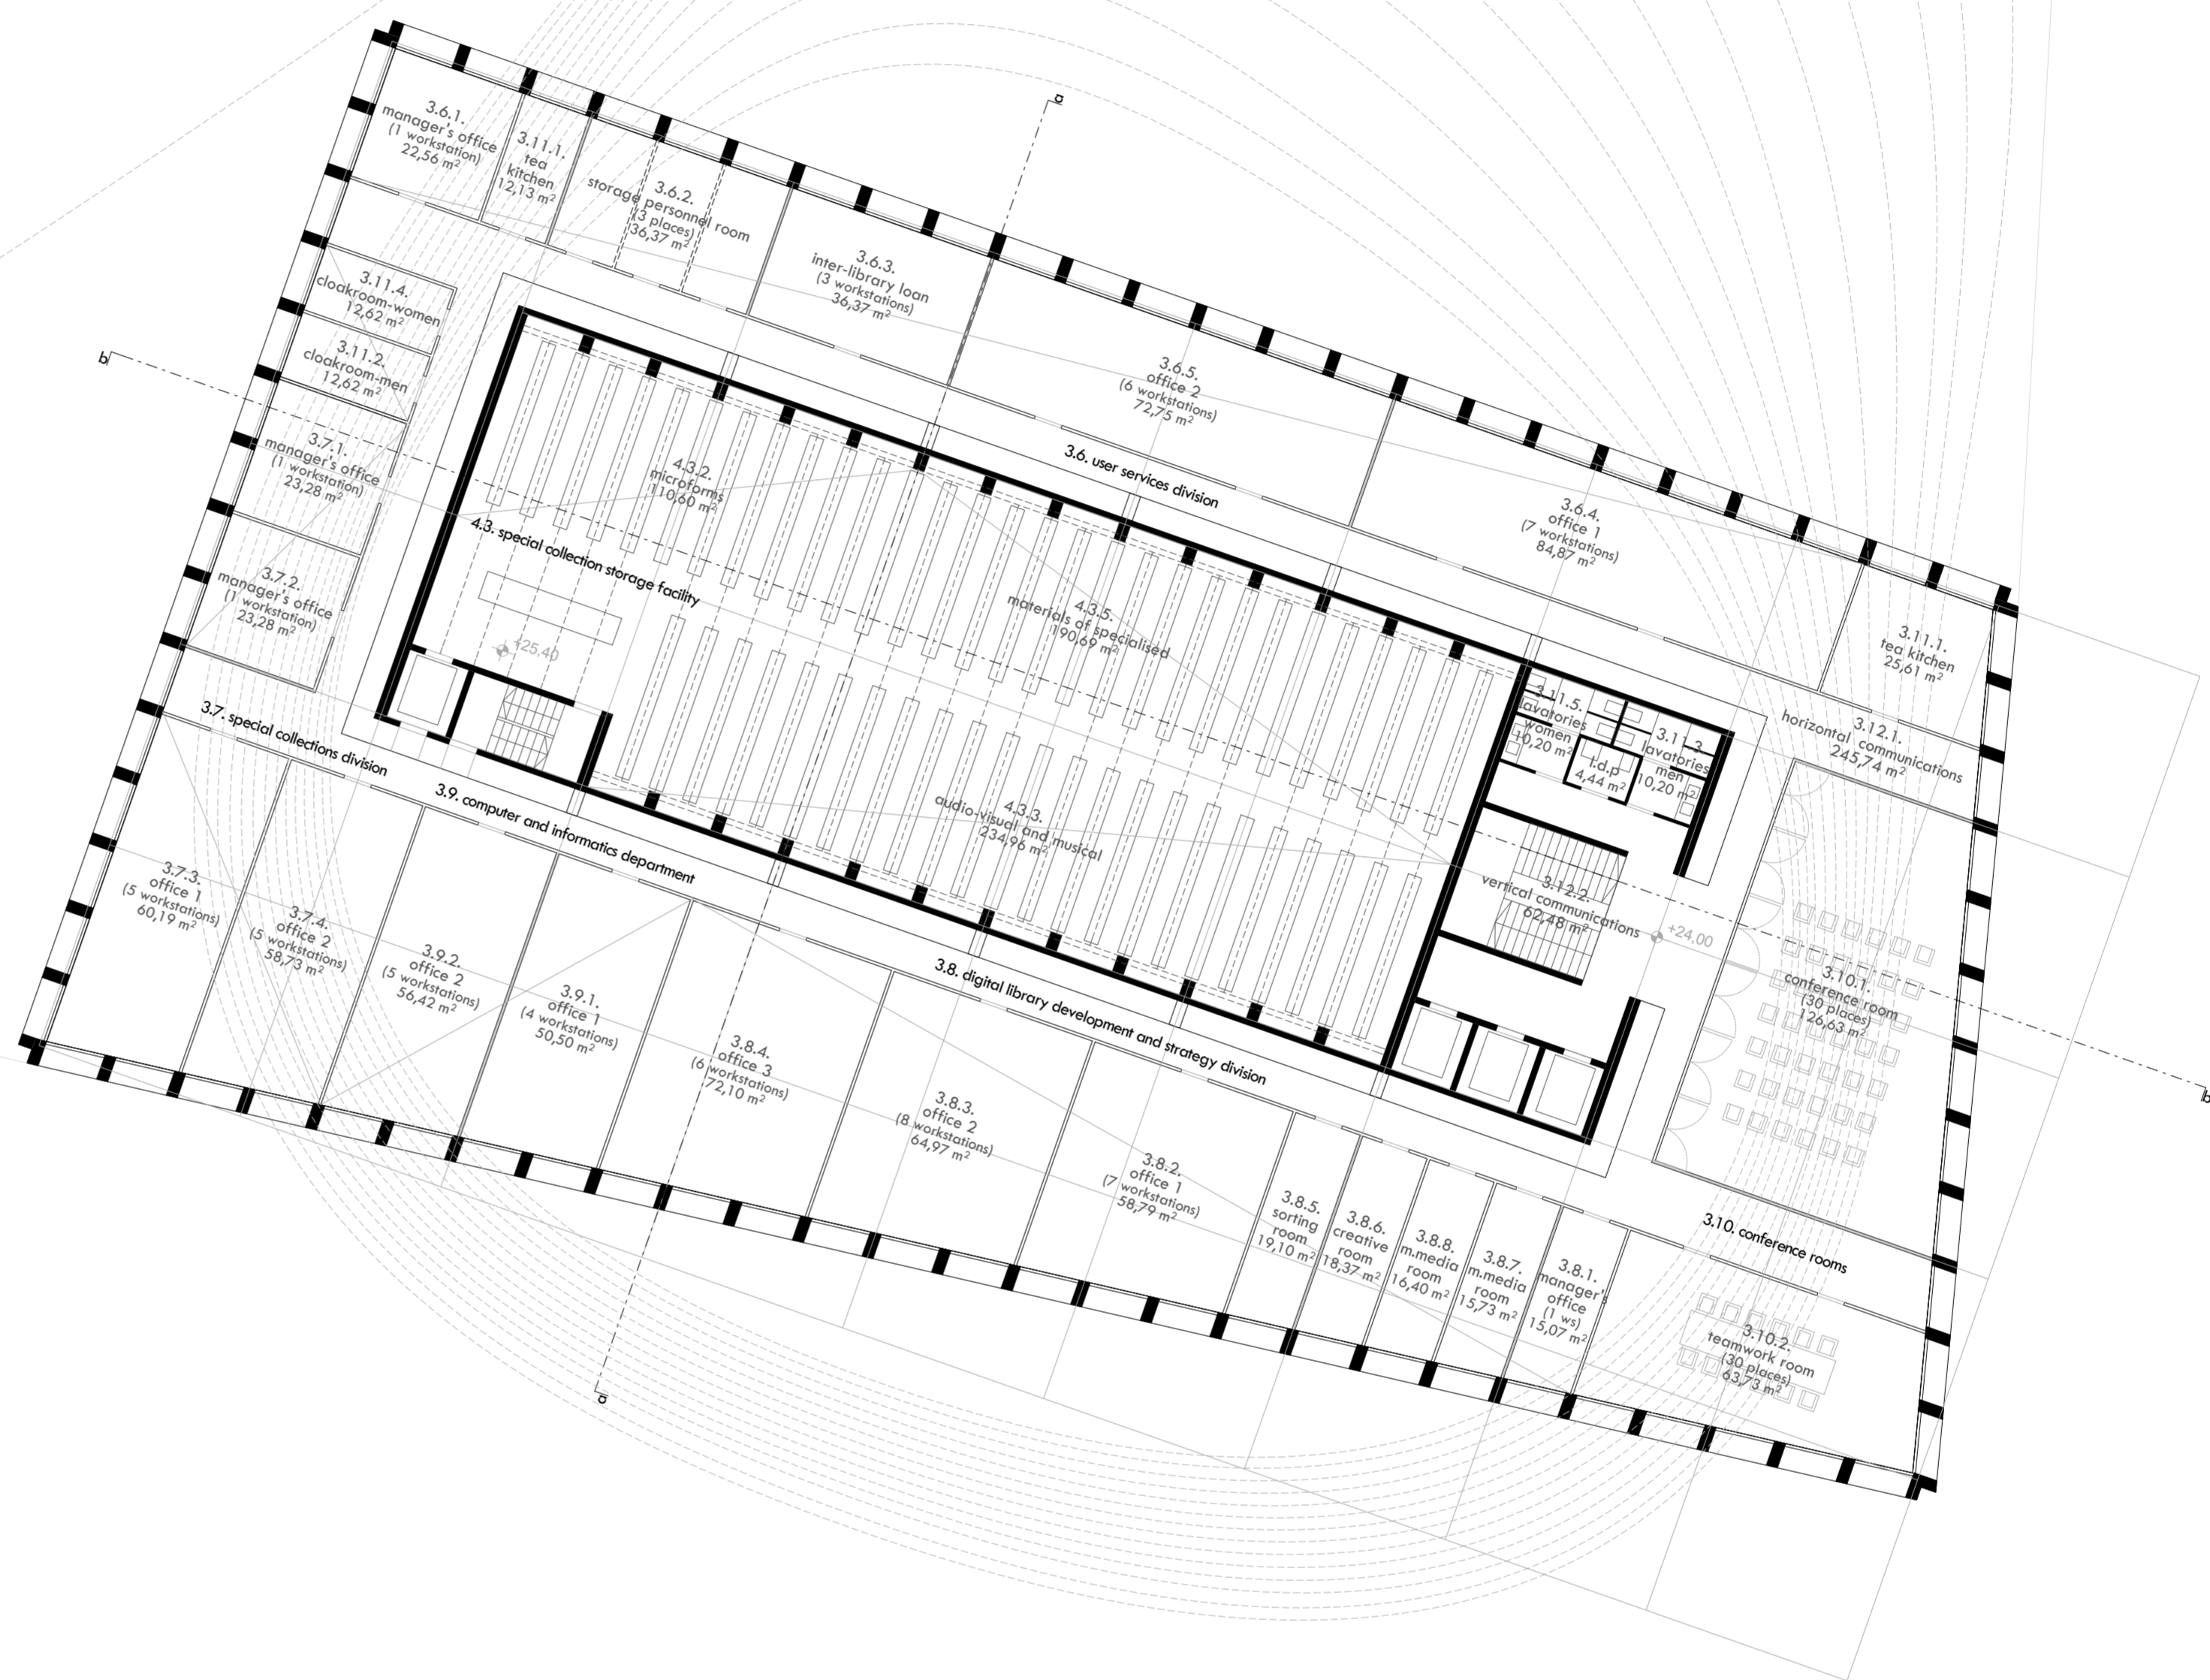 3.6.1.
manager's office
(1 workstation)
22,56 m²
3.11.1.
tea
kitchen
12,13 m²
3.6.2.
storage personnel room
(3 places)
36,37 m²
3.6.3.
inter-library loan
(3 workstations)
36,37 m²
3.6.5.
office 2
(6 workstations)
72,75 m²
3.6.4.
office 1
(7 workstations)
84,87 m²
3.11.1.
tea kitchen
25,61 m²
a
b
3.11.4.
cloakroom-women
12,62 m²
3.11.2.
cloakroom-men
12,62 m²
3.7.1.
manager's office
(1 workstation)
23,28 m²
3.7.2.
manager's office
(1 workstation)
23,28 m²
3.6. user services division
4.3.2.
microforms
110,60 m²
4.3. special collection storage facility
+25,40
4.3.5.
materials of specialised
190,69 m²
4.3.3.
audio-visual and musical
234,96 m²
3.11.5.
lavatories
women
10,20 m²
3.11.3.
lavatories
men
10,20 m²
t.d.p
4,44 m²
3.12.1.
horizontal communications
245,74 m²
3.12.2.
vertical communications
62,48 m²
+24,00
3.10.1.
conference room
(30 places)
126,63 m²
b
3.7. special collections division
3.9. computer and informatics department
3.8. digital library development and strategy division
3.10. conference rooms
3.7.3.
office 1
(5 workstations)
60,19 m²
3.7.4.
office 2
(5 workstations)
58,73 m²
3.9.2.
office 2
(5 workstations)
56,42 m²
3.9.1.
office 1
(4 workstations)
50,50 m²
3.8.4.
office 3
(6 workstations)
72,10 m²
3.8.3.
office 2
(8 workstations)
64,97 m²
3.8.2.
office 1
(7 workstations)
58,79 m²
3.8.5.
sorting
room
19,10 m²
3.8.6.
creative
room
18,37 m²
3.8.8.
m.media
room
16,40 m²
3.8.7.
m.media
room
15,73 m²
3.8.1.
manager's
office
(1 ws)
15,07 m²
3.10.2.
teamwork room
(30 places)
63,73 m²
a